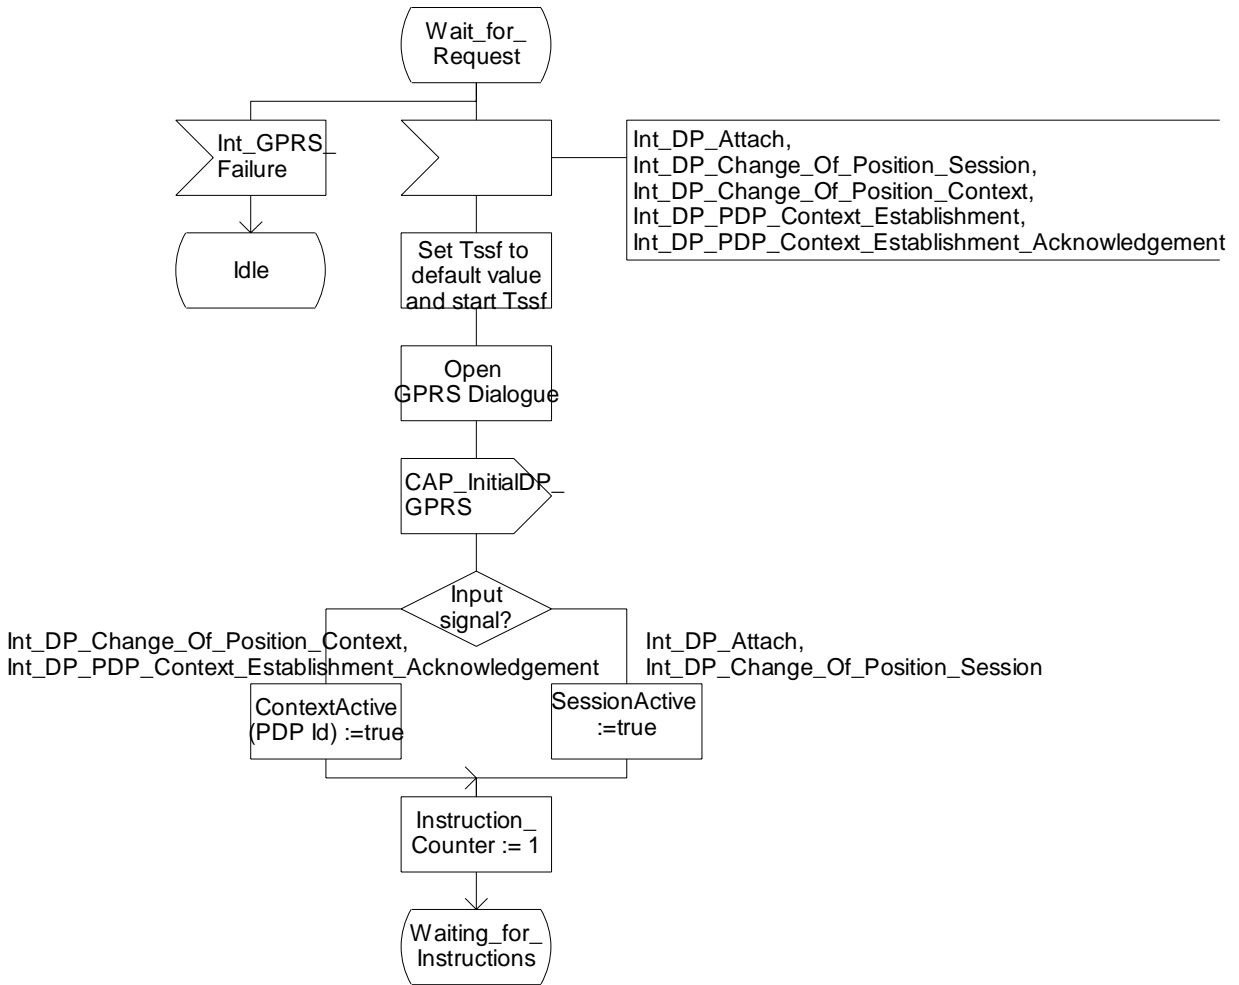 Wait_for_
Request
Int_GPRS_
Failure
Int_DP_Attach,
Int_DP_Change_Of_Position_Session,
Int_DP_Change_Of_Position_Context,
Int_DP_PDP_Context_Establishment,
Int_DP_PDP_Context_Establishment_Acknowledgement
Idle
Set Tssf to
default value
and start Tssf
Open
GPRS Dialogue
CAP_InitialDP_
GPRS
Input
signal?
Int_DP_Change_Of_Position_Context,
Int_DP_PDP_Context_Establishment_Acknowledgement
Int_DP_Attach,
Int_DP_Change_Of_Position_Session
ContextActive
(PDP Id) :=true
SessionActive
:=true
Instruction_
Counter := 1
Waiting_for_
Instructions